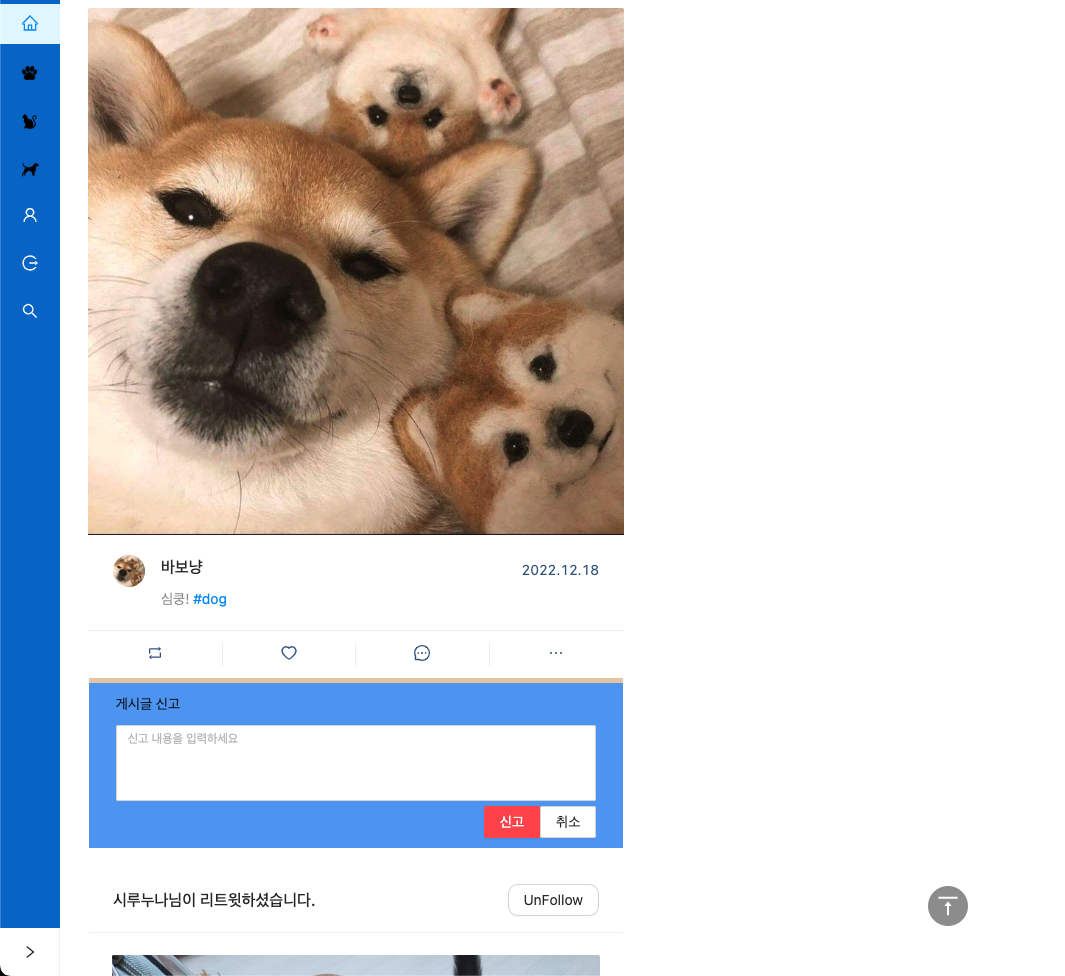 바보냥
2022.12.18
심쿵! #dog
게시글 신고
신고 내용을 입력하세요
신고
취소
시루누나님이 리트윗하셨습니다.
UnFollow